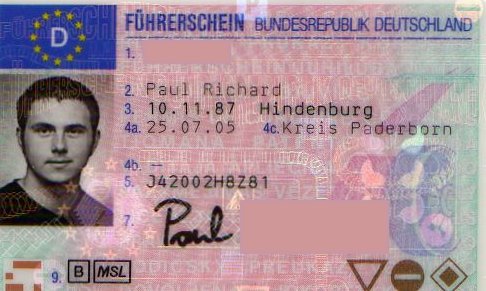 D
FÜHRERSCHEIN BUNDESREPUBLIK DEUTSCHLAND
1.
2. Paul Richard
3. 10.11.87 Hindenburg
4a. 25.07.05 4c. Kreis Paderborn
4b. --
5. J42002H8Z81
7. Paul
9. B MSL